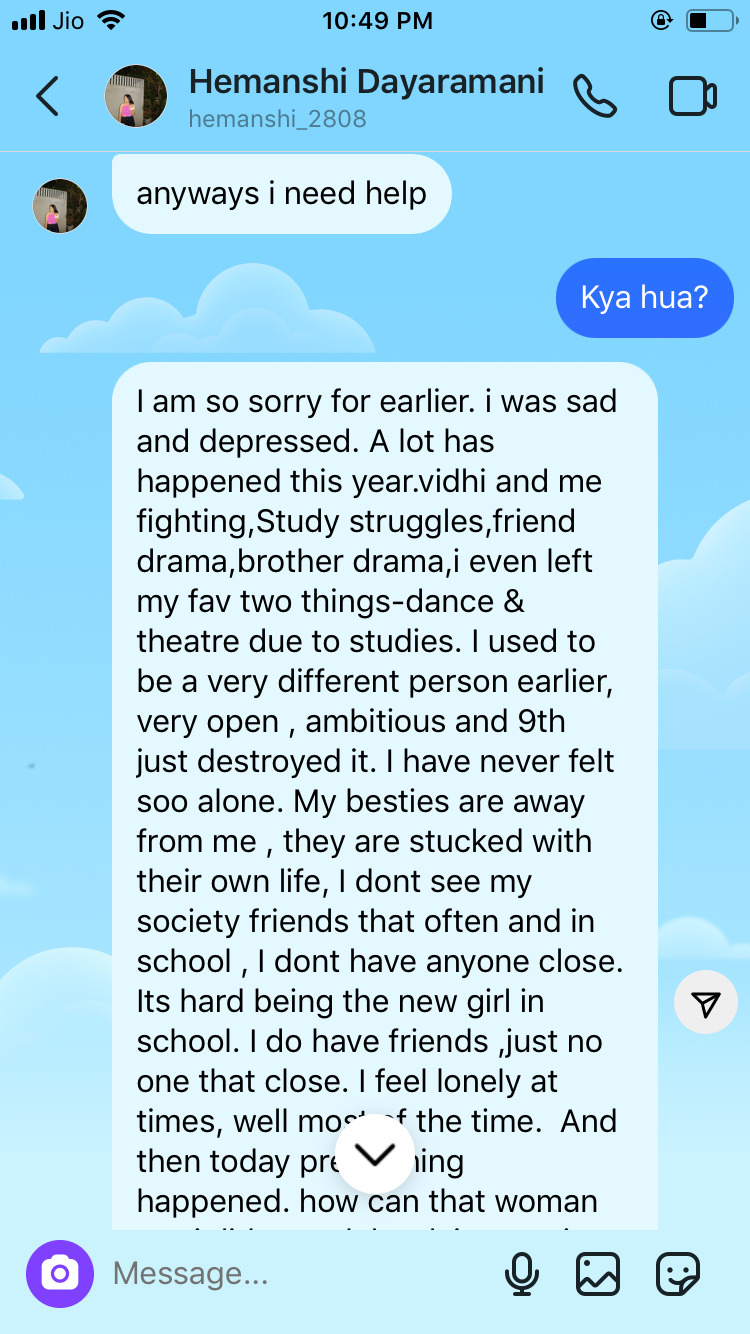 Jio
10:49 PM
Hemanshi Dayaramani
hemanshi_2808
anyways i need help
Kya hua?
I am so sorry for earlier. i was sad
and depressed. A lot has
happened this year.vidhi and me
fighting,Study struggles,friend
drama,brother drama,i even left
my fav two things-dance &
theatre due to studies. I used to
be a very different person earlier,
very open , ambitious and 9th
just destroyed it. I have never felt
soo alone. My besties are away
from me , they are stucked with
their own life, I dont see my
society friends that often and in
school , I dont have anyone close.
Its hard being the new girl in
school. I do have friends ,just no
one that close. I feel lonely at
times, well most of the time.  And
then today
happened. how can that woman
Message...